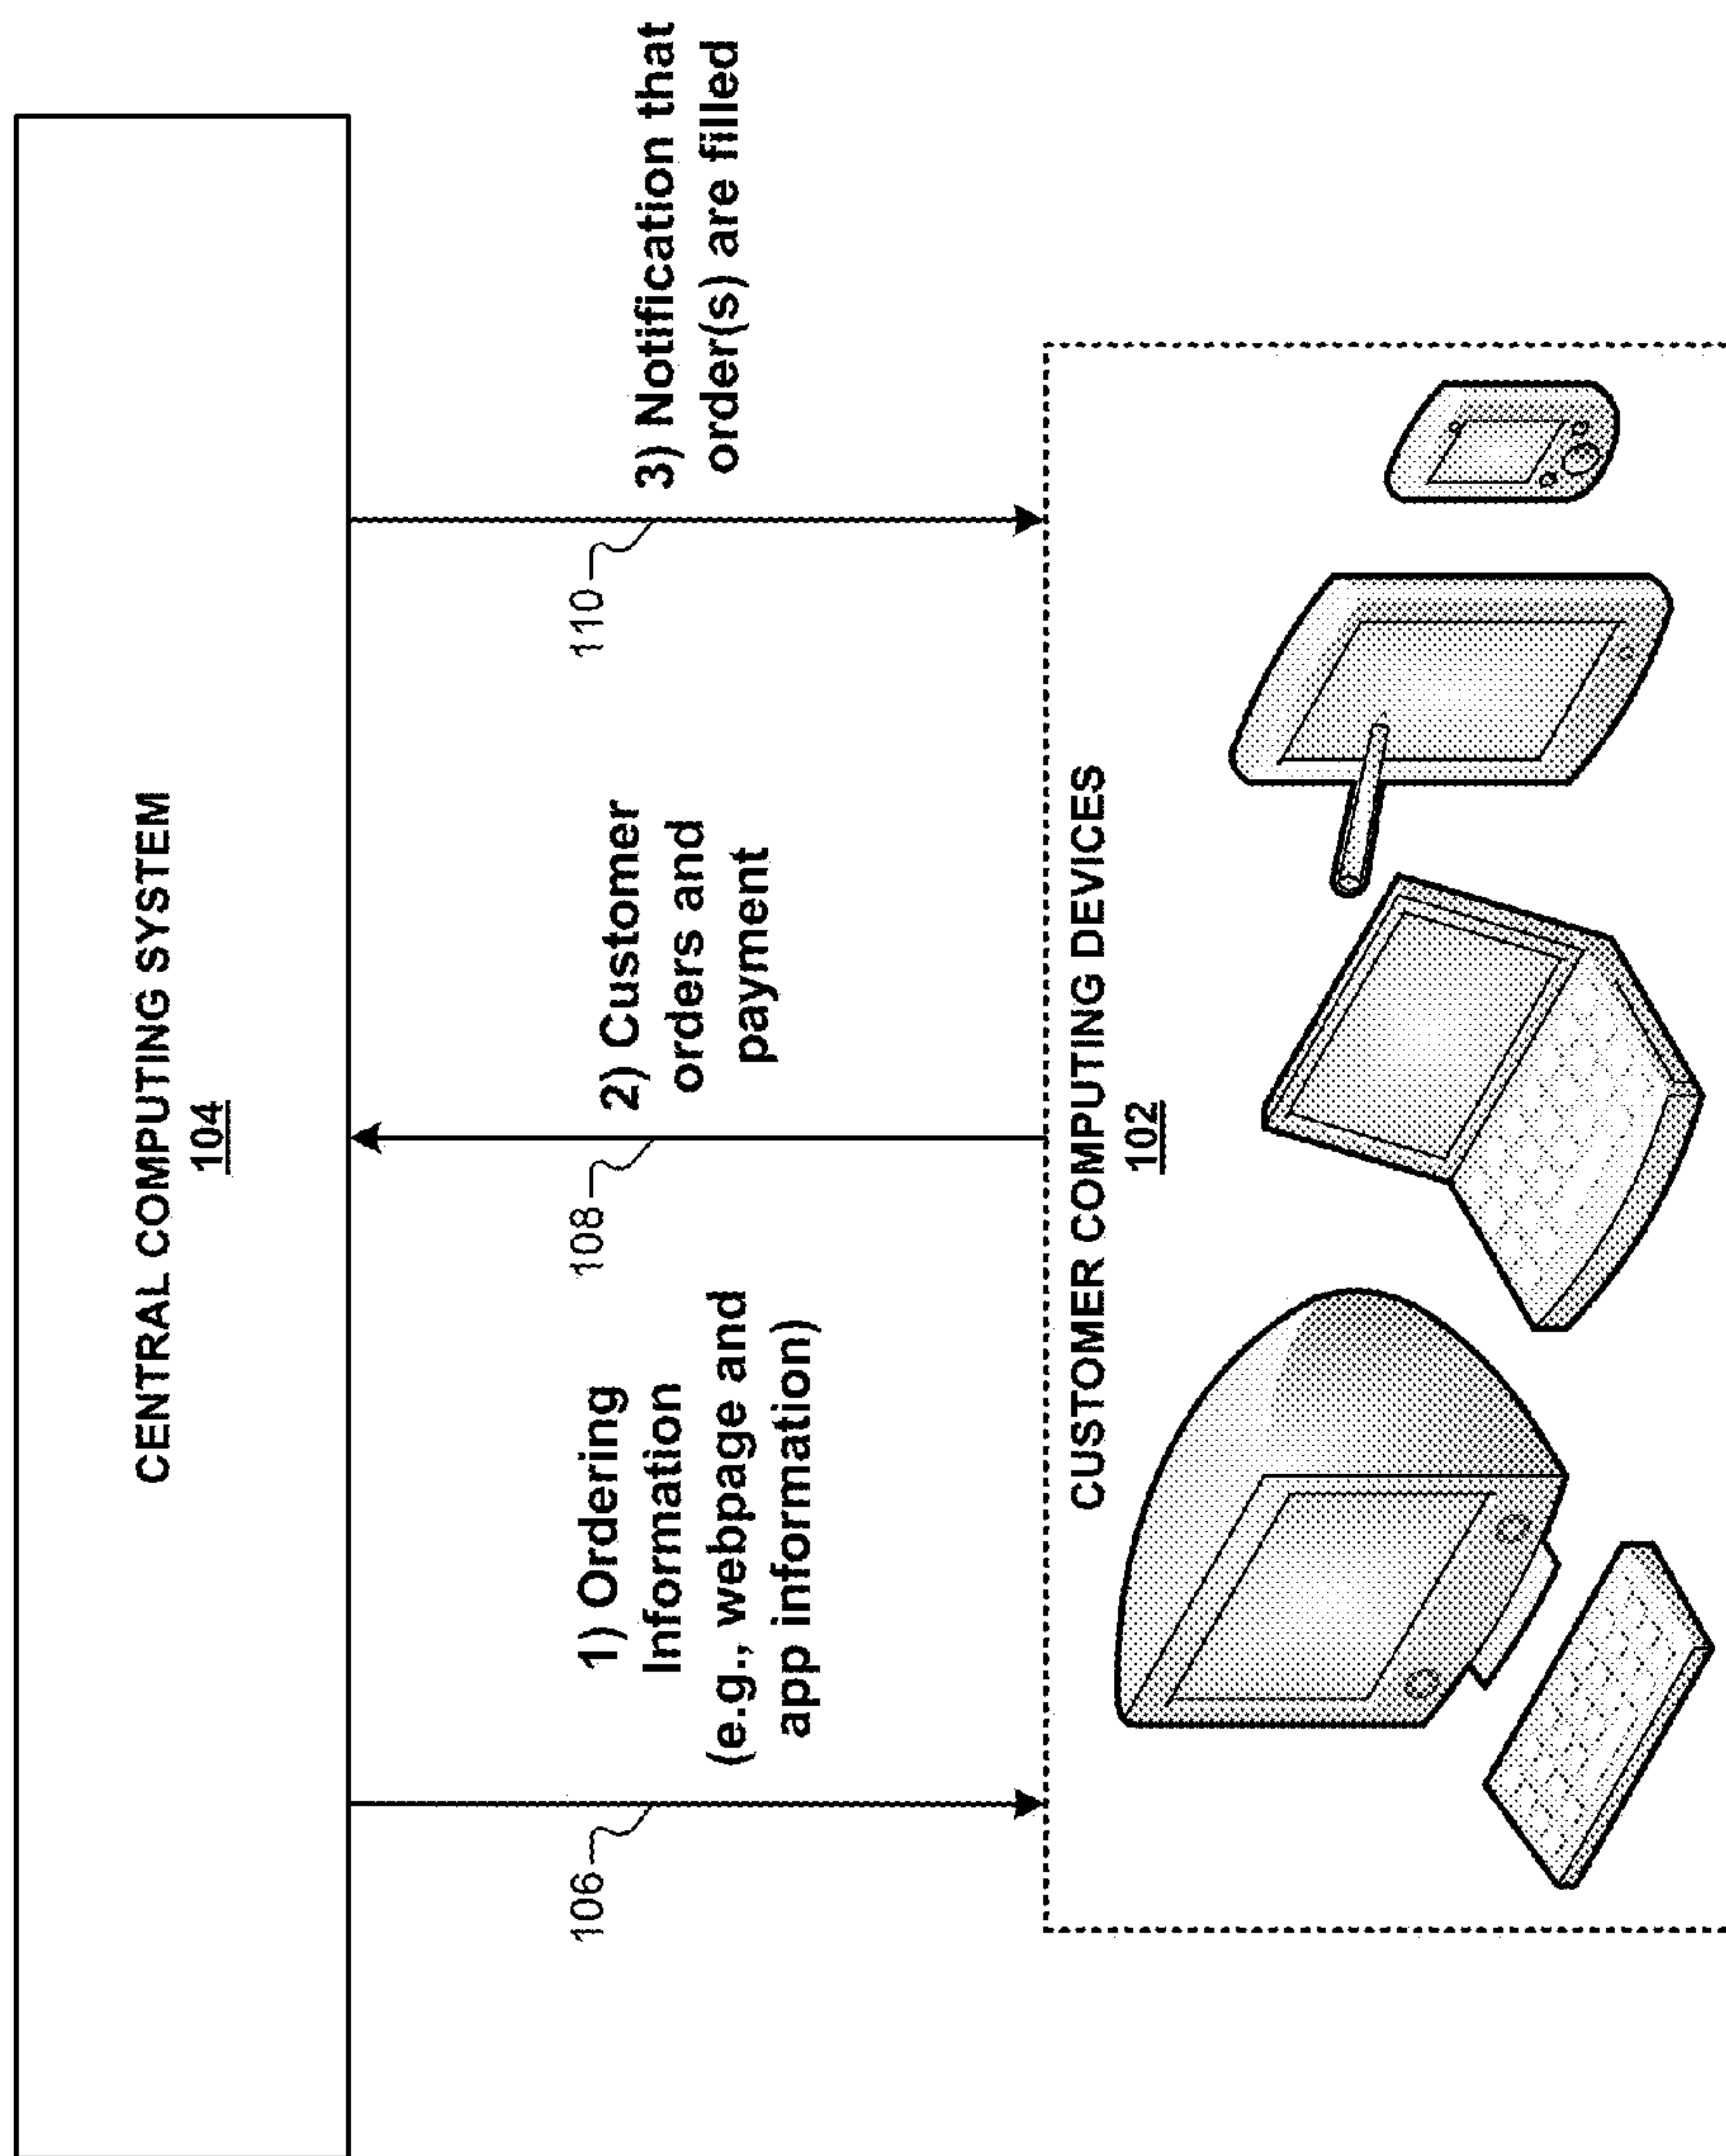 CENTRAL COMPUTING SYSTEM
104
106
1) Ordering
Information
(e.g., webpage and
app information)
108
2) Customer
orders and
payment
110
3) Notification that
order(s) are filled
CUSTOMER COMPUTING DEVICES
102